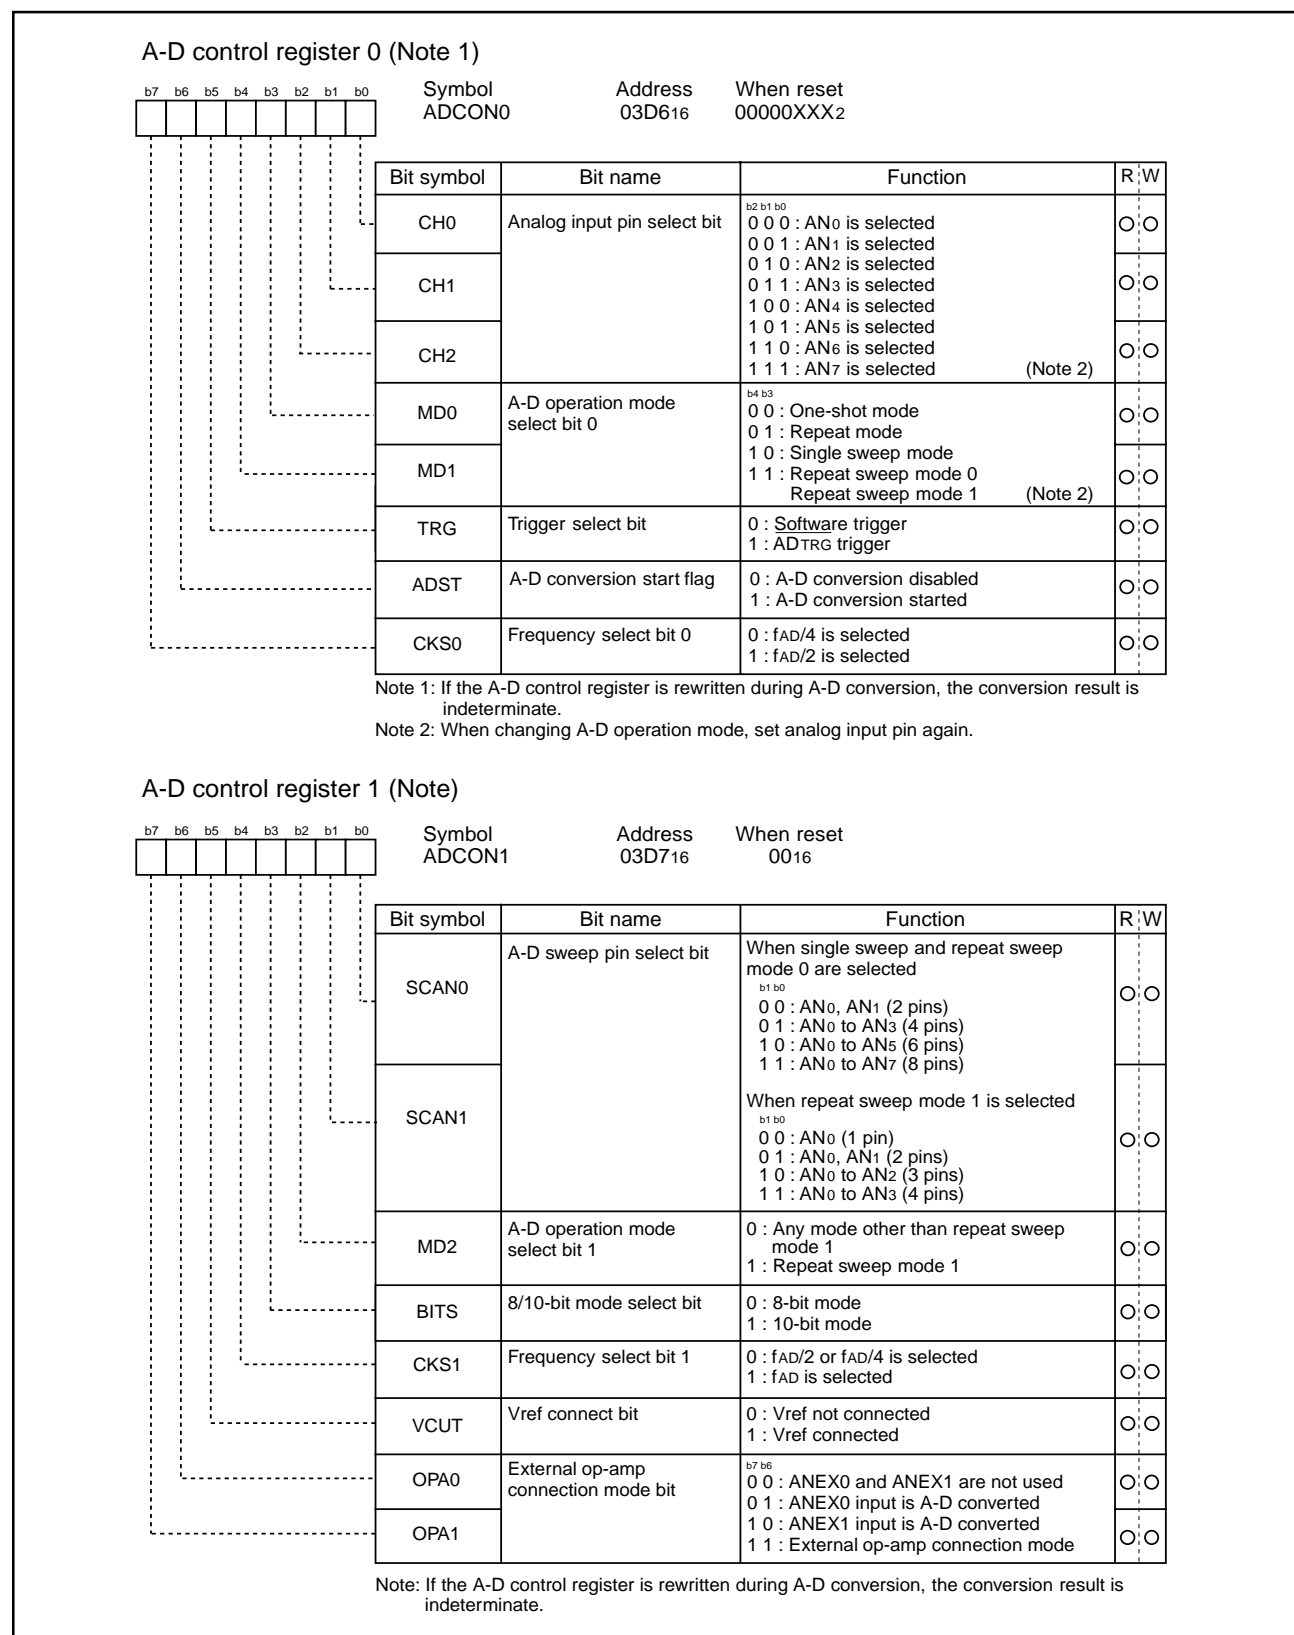 A-D control register 0 (Note 1)
b7 b6 b5 b4 b3 b2 b1 b0
Symbol Address When reset
ADCON0 03D616 00000XXX2
Bit symbol Bit name Function R W
CH0 Analog input pin select bit
b2 b1 b0
0 0 0 : AN0 is selected
0 0 1 : AN1 is selected
0 1 0 : AN2 is selected
CH1
0 1 1 : AN3 is selected
1 0 0 : AN4 is selected
1 0 1 : AN5 is selected
CH2
1 1 0 : AN6 is selected
1 1 1 : AN7 is selected (Note 2)
MD0 A-D operation mode
select bit 0
b4 b3
0 0 : One-shot mode
0 1 : Repeat mode
MD1
1 0 : Single sweep mode
1 1 : Repeat sweep mode 0
Repeat sweep mode 1 (Note 2)
TRG Trigger select bit
0 : Software trigger
1 : ADTRG trigger
ADST A-D conversion start flag
0 : A-D conversion disabled
1 : A-D conversion started
CKS0 Frequency select bit 0
0 : fAD/4 is selected
1 : fAD/2 is selected
Note 1: If the A-D control register is rewritten during A-D conversion, the conversion result is
indeterminate.
Note 2: When changing A-D operation mode, set analog input pin again.
A-D control register 1 (Note)
b7 b6 b5 b4 b3 b2 b1 b0
Symbol Address When reset
ADCON1 03D716 0016
Bit symbol Bit name Function R W
SCAN0 A-D sweep pin select bit
When single sweep and repeat sweep
mode 0 are selected
b1 b0
0 0 : AN0, AN1 (2 pins)
0 1 : AN0 to AN3 (4 pins)
1 0 : AN0 to AN5 (6 pins)
1 1 : AN0 to AN7 (8 pins)
SCAN1
When repeat sweep mode 1 is selected
b1 b0
0 0 : AN0 (1 pin)
0 1 : AN0, AN1 (2 pins)
1 0 : AN0 to AN2 (3 pins)
1 1 : AN0 to AN3 (4 pins)
MD2 A-D operation mode
select bit 1
0 : Any mode other than repeat sweep
mode 1
1 : Repeat sweep mode 1
BITS 8/10-bit mode select bit
0 : 8-bit mode
1 : 10-bit mode
CKS1 Frequency select bit 1
0 : fAD/2 or fAD/4 is selected
1 : fAD is selected
VCUT Vref connect bit
0 : Vref not connected
1 : Vref connected
OPA0 External op-amp
connection mode bit
b7 b6
0 0 : ANEX0 and ANEX1 are not used
0 1 : ANEX0 input is A-D converted
OPA1
1 0 : ANEX1 input is A-D converted
1 1 : External op-amp connection mode
Note: If the A-D control register is rewritten during A-D conversion, the conversion result is
indeterminate.